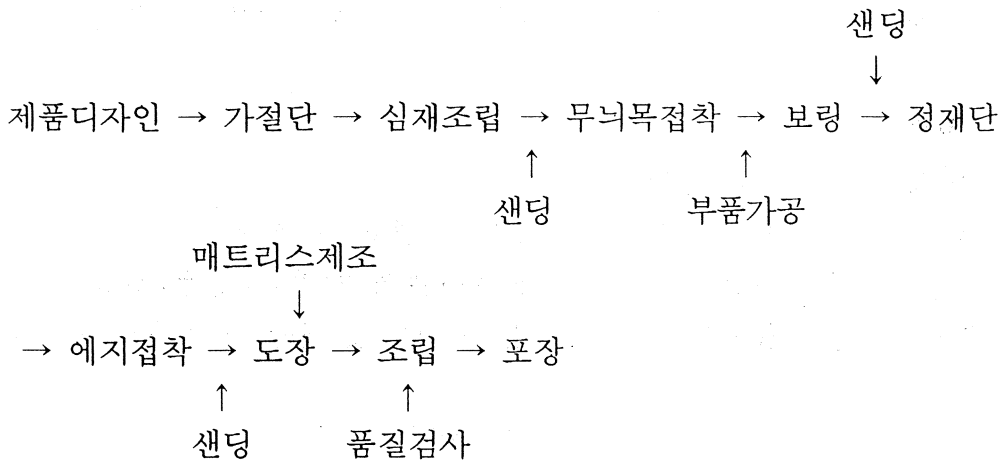 샌딩
↓
제품디자인 → 가절단 → 심재조립 → 무늬목접착 → 보링 → 정재단
↑ ↑
샌딩 부품가공
매트리스제조
↓
→ 에지접착 → 도장 → 조립 → 포장
↑ ↑
샌딩 품질검사